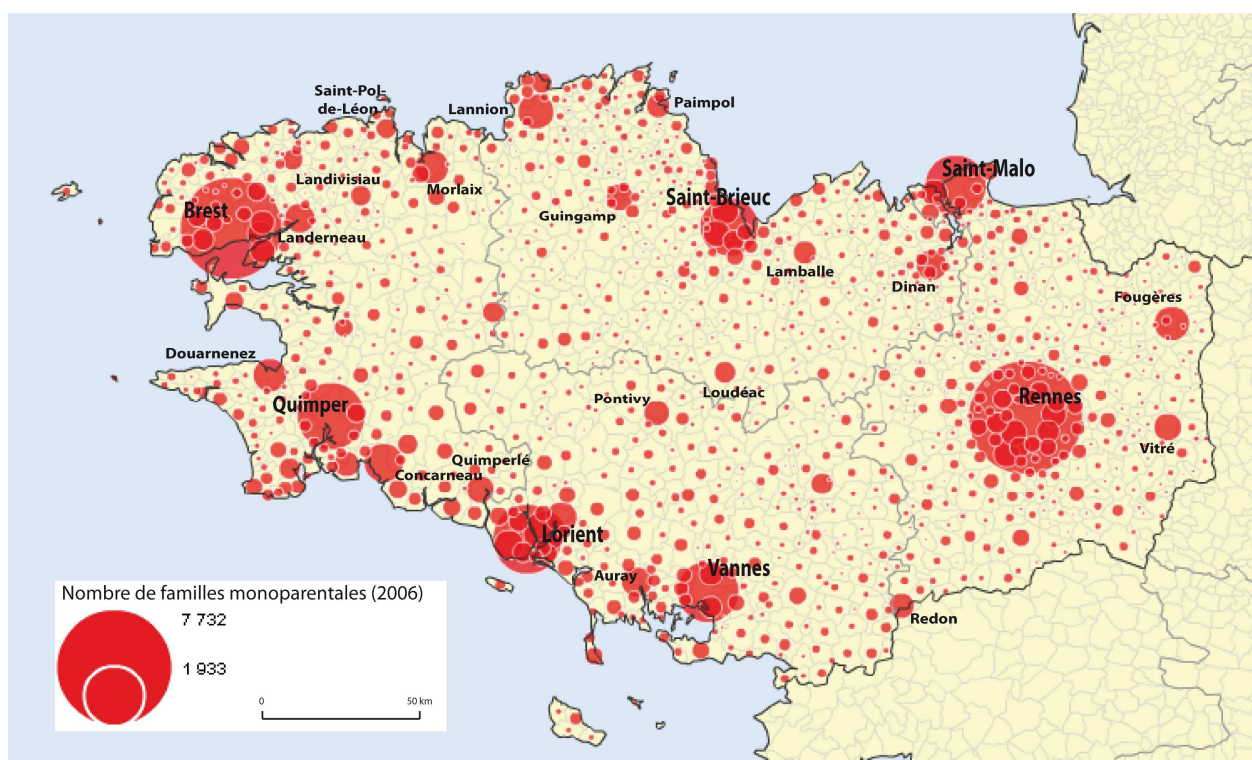 Saint-Pol-
de-Léon
Lannion
Paimpol
Landivisiau
Morlaix
Saint-Malo
Brest
Saint-Brieuc
Guingamp
Landerneau
Lamballe
Dinan
Fougères
Douarnenez
Quimper
Pontivy
Loudéac
Rennes
Vitré
Quimperlé
Concarneau
Lorient
Auray
Vannes
Redon
Nombre de familles monoparentales (2006)
7 732
1 933
0 50 km